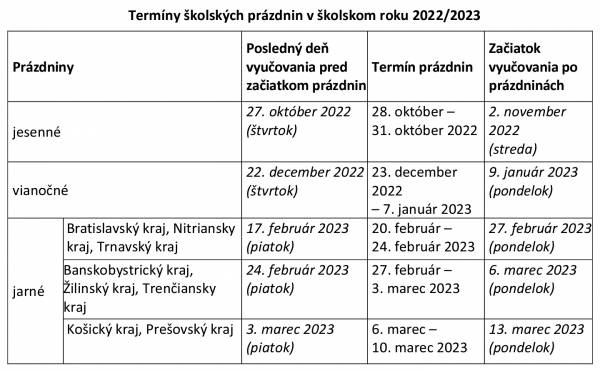 Termíny školských prázdnin v školskom roku 2022/2023
Prázdniny
Posledný deň
vyučovania pred
začiatkom prázdnin
Termín prázdnin
Začiatok
vyučovania po
prázdninách
jesenné
27. október 2022
(štvrtok)
28. október –
31. október 2022
2. november
2022
(streda)
vianočné
22. december 2022
(štvrtok)
23. december
2022
– 7. január 2023
9. január 2023
(pondelok)
jarné
Bratislavský kraj, Nitriansky
kraj, Trnavský kraj
17. február 2023
(piatok)
20. február –
24. február 2023
27. február 2023
(pondelok)
Banskobystrický kraj,
Žilinský kraj, Trenčiansky
kraj
24. február 2023
(piatok)
27. február –
3. marec 2023
6. marec 2023
(pondelok)
Košický kraj, Prešovský kraj
3. marec 2023
(piatok)
6. marec –
10. marec 2023
13. marec 2023
(pondelok)